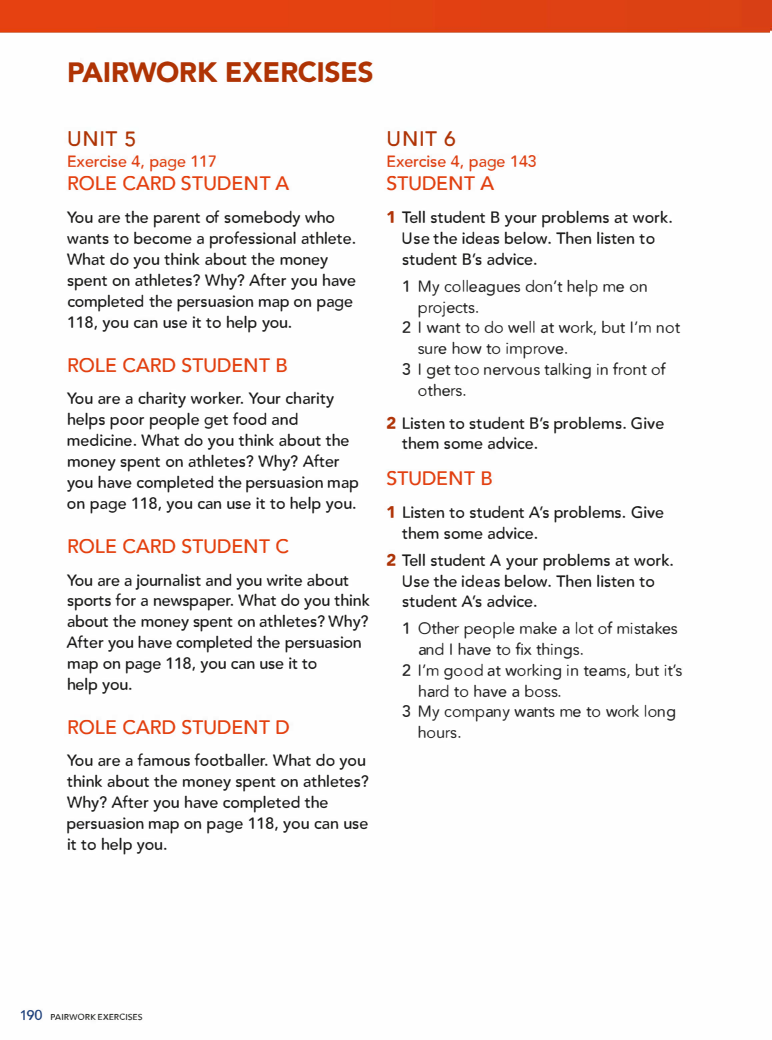 PAIRWORK EXERCISES
UNIT 5
Exercise 4, page 117
ROLE CARD STUDENT A
You are the parent of somebody who
wants to become a professional athlete.
What do you think about the money
spent on athletes? Why? After you have
completed the persuasion map on page
118, you can use it to help you.
ROLE CARD STUDENT B
You are a charity worker. Your charity
helps poor people get food and
medicine. What do you think about the
money spent on athletes? Why? After
you have completed the persuasion map
on page 118, you can use it to help you.
ROLE CARD STUDENT C
You are a journalist and you write about
sports for a newspaper. What do you think
about the money spent on athletes? Why?
After you have completed the persuasion
map on page 118, you can use it to
help you.
ROLE CARD STUDENT D
You are a famous footballer. What do you
think about the money spent on athletes?
Why? After you have completed the
persuasion map on page 118, you can use
it to help you.
UNIT 6
Exercise 4, page 143
STUDENT A
1 Tell student B your problems at work.
Use the ideas below. Then listen to
student B's advice.
1 My colleagues don't help me on
projects.
2 I want to do well at work, but I'm not
sure how to improve.
3 I get too nervous talking in front of
others.
2 Listen to student B's problems. Give
them some advice.
STUDENT B
1 Listen to student A's problems. Give
them some advice.
2 Tell student A your problems at work.
Use the ideas below. Then listen to
student A's advice.
1 Other people make a lot of mistakes
and I have to fix things.
2 I'm good at working in teams, but it's
hard to have a boss.
3 My company wants me to work long
hours.
190 PAIRWORK EXERCISES